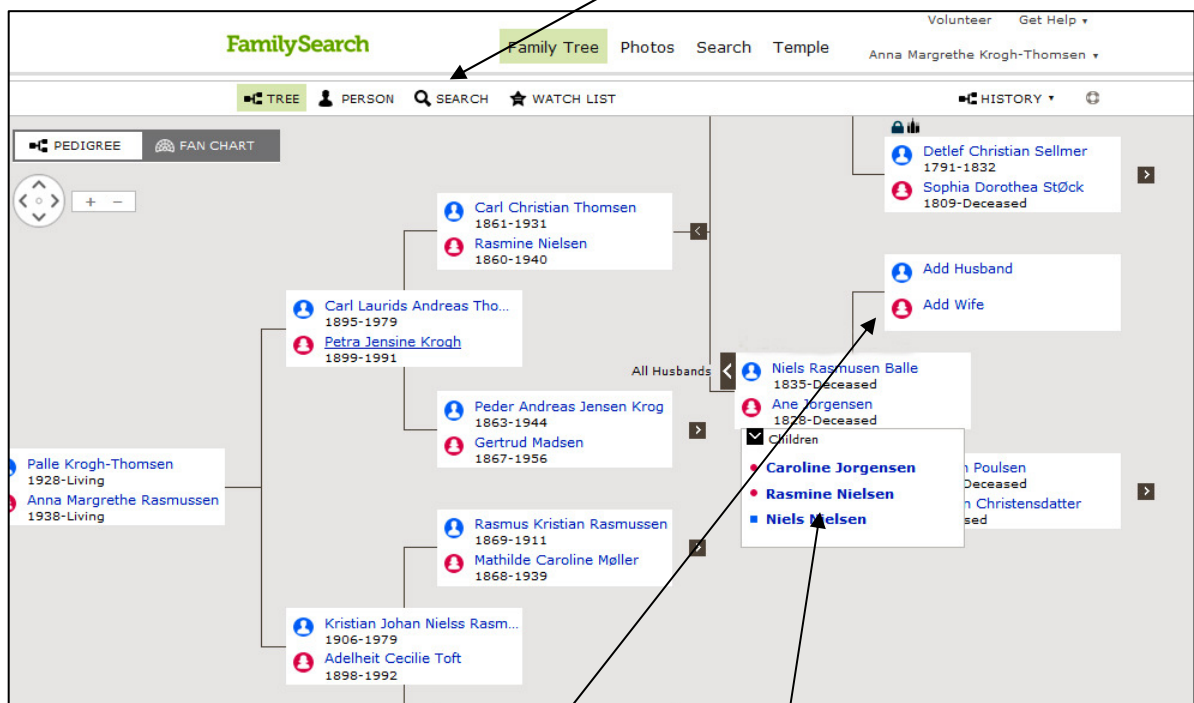 Volunteer Get Help
FamilySearch
Family Tree Photos Search Temple
Anna Margrethe Krogh-Thomsen
TREE PERSON SEARCH WATCH LIST
HISTORY
PEDIGREE FAN CHART
+ −
Detlef Christian Sellmer
1791-1832
Sophia Dorothea StØck
1809-Deceased
Carl Christian Thomsen
1861-1931
Rasmine Nielsen
1860-1940
Add Husband
Add Wife
Carl Laurids Andreas Tho...
1895-1979
Petra Jensine Krogh
1899-1991
All Husbands
Niels Rasmusen Balle
1835-Deceased
Ane Jorgensen
1828-Deceased
Children
Caroline Jorgensen
Rasmine Nielsen
Niels Nielsen
Peder Andreas Jensen Krog
1863-1944
Gertrud Madsen
1867-1956
Poulsen
Deceased
Christensdatter
Palle Krogh-Thomsen
1928-Living
Anna Margrethe Rasmussen
1938-Living
Rasmus Kristian Rasmussen
1869-1911
Mathilde Caroline Møller
1868-1939
Kristian Johan Nielss Rasm...
1906-1979
Adelheit Cecilie Toft
1898-1992